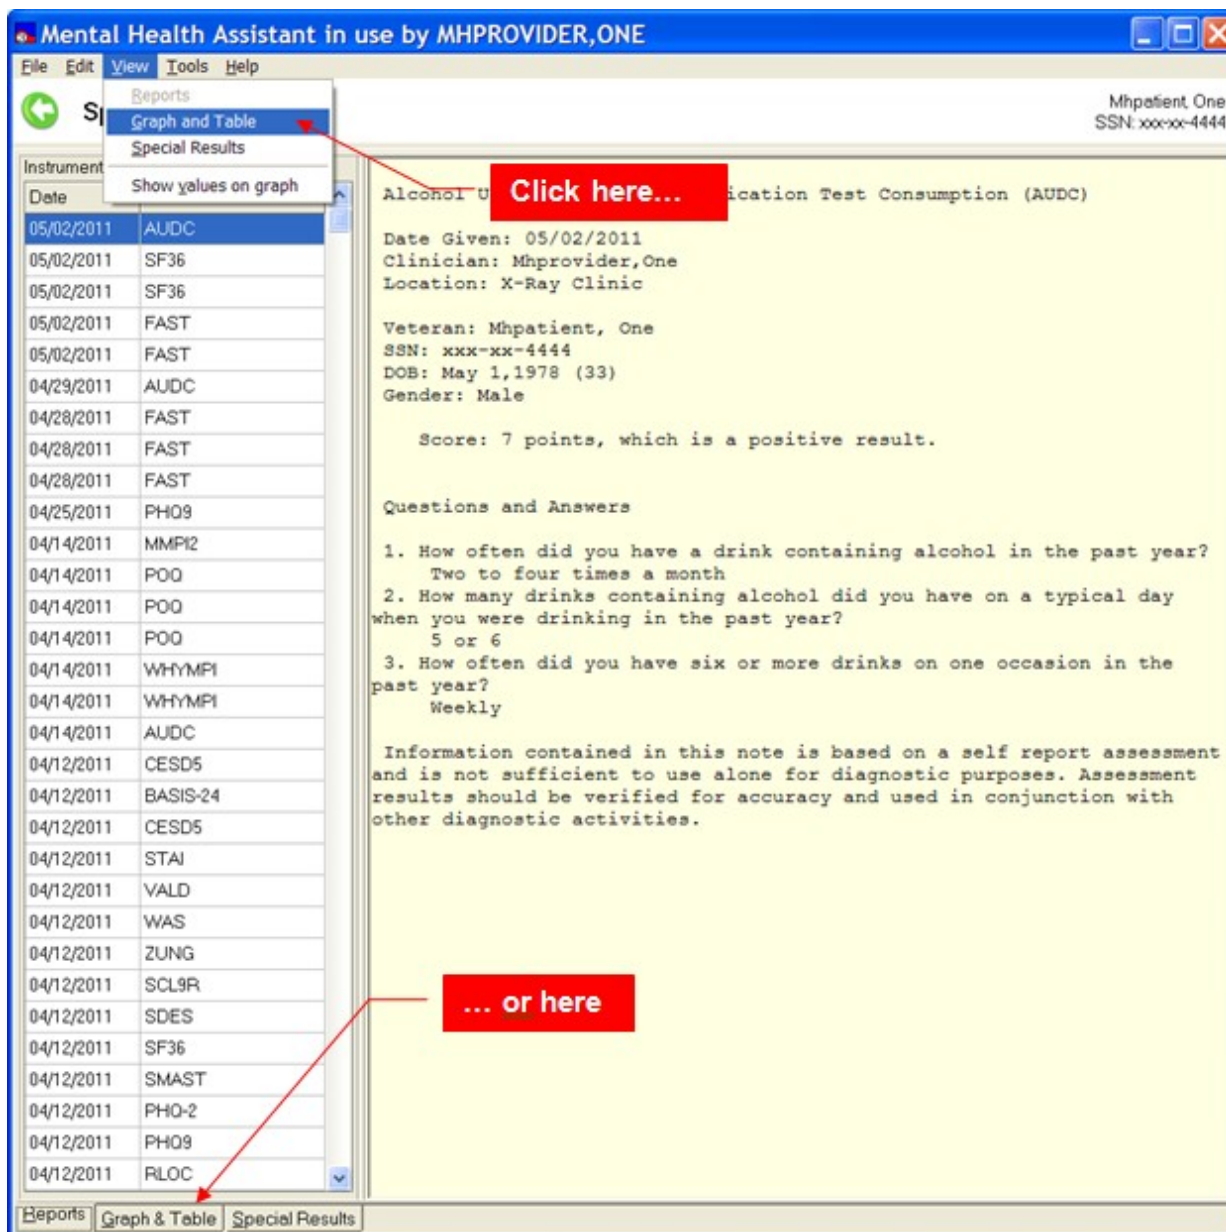 Mental Health Assistant in use by MHPROVIDER,ONE
File Edit View Tools Help
Reports
Graph and Table
Special Results
Show values on graph
Sp
Mhpatient, One
SSN: xxx-xx-4444
Instrument
Date
05/02/2011 AUDC
05/02/2011 SF36
05/02/2011 SF36
05/02/2011 FAST
05/02/2011 FAST
04/29/2011 AUDC
04/28/2011 FAST
04/28/2011 FAST
04/28/2011 FAST
04/25/2011 PHQ9
04/14/2011 MMPI2
04/14/2011 POQ
04/14/2011 POQ
04/14/2011 POQ
04/14/2011 WHYMPI
04/14/2011 WHYMPI
04/14/2011 AUDC
04/12/2011 CESD5
04/12/2011 BASIS-24
04/12/2011 CESD5
04/12/2011 STAI
04/12/2011 VALD
04/12/2011 WAS
04/12/2011 ZUNG
04/12/2011 SCL9R
04/12/2011 SDES
04/12/2011 SF36
04/12/2011 SMAST
04/12/2011 PHQ-2
04/12/2011 PHQ9
04/12/2011 RLOC
Click here...
Alcohol U ication Test Consumption (AUDC)
Date Given: 05/02/2011
Clinician: Mhprovider,One
Location: X-Ray Clinic
Veteran: Mhpatient, One
SSN: xxx-xx-4444
DOB: May 1,1978 (33)
Gender: Male
Score: 7 points, which is a positive result.
Questions and Answers
1. How often did you have a drink containing alcohol in the past year?
Two to four times a month
2. How many drinks containing alcohol did you have on a typical day
when you were drinking in the past year?
5 or 6
3. How often did you have six or more drinks on one occasion in the
past year?
Weekly
Information contained in this note is based on a self report assessment
and is not sufficient to use alone for diagnostic purposes. Assessment
results should be verified for accuracy and used in conjunction with
other diagnostic activities.
... or here
Reports Graph & Table Special Results